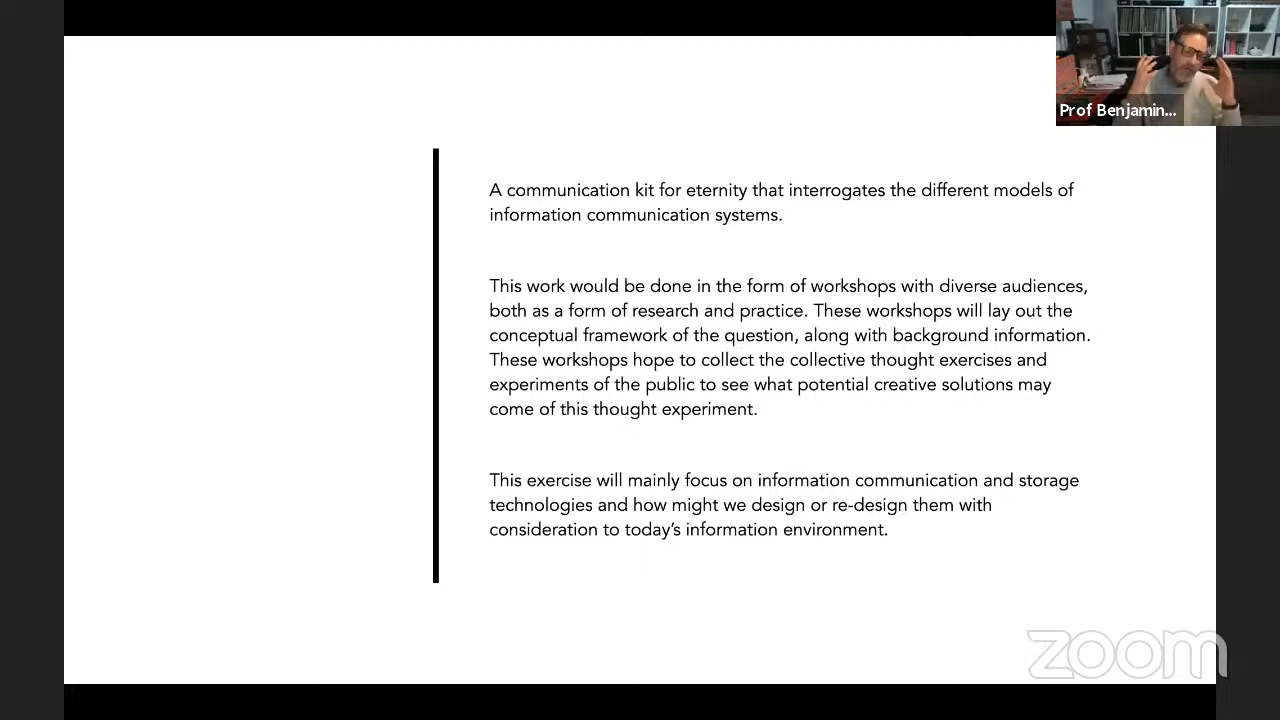 Prof Benjamin...
A communication kit for eternity that interrogates the different models of
information communication systems.
This work would be done in the form of workshops with diverse audiences,
both as a form of research and practice. These workshops will lay out the
conceptual framework of the question, along with background information.
These workshops hope to collect the collective thought exercises and
experiments of the public to see what potential creative solutions may
come of this thought experiment.
This exercise will mainly focus on information communication and storage
technologies and how might we design or re-design them with
consideration to today’s information environment.
zoom